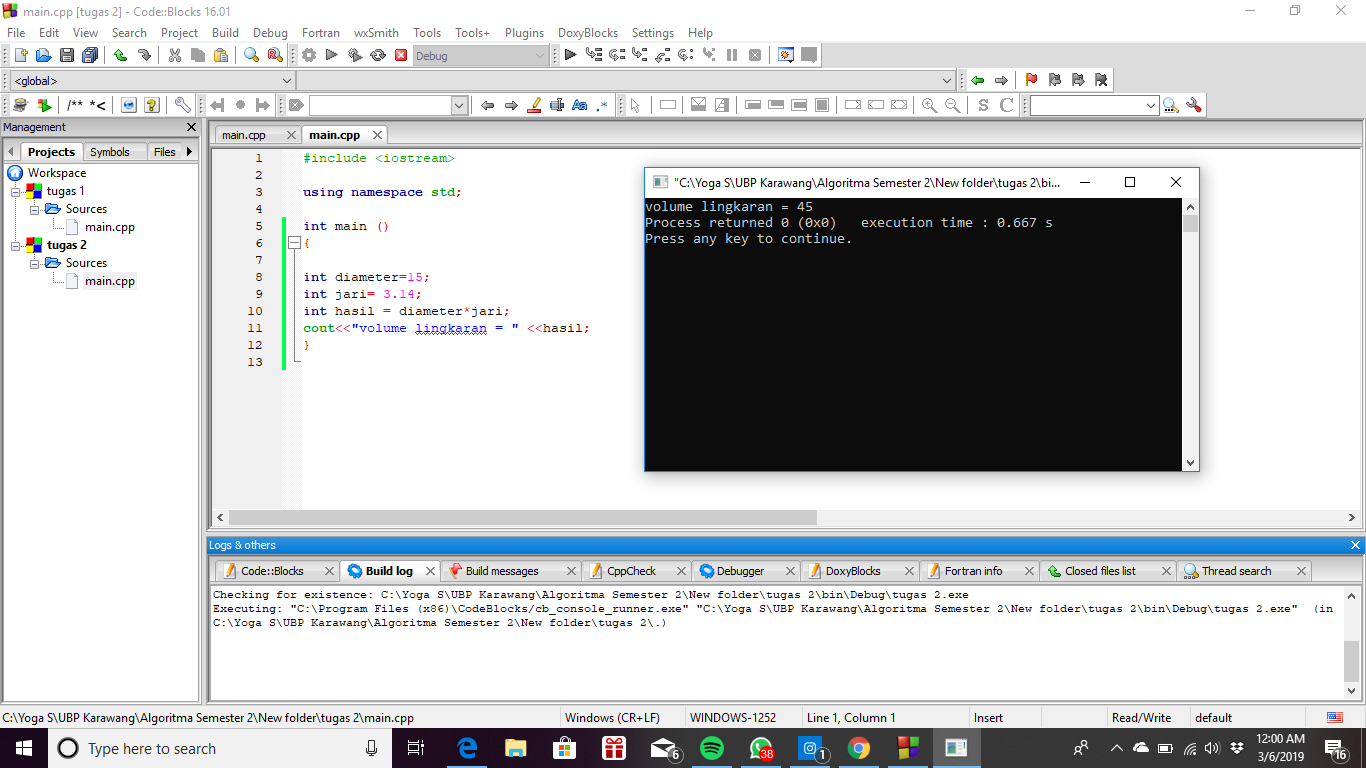 main.cpp [tugas 2] - Code::Blocks 16.01
File Edit View Search Project Build Debug Fortran wxSmith Tools Tools+ Plugins DoxyBlocks Settings Help
Debug
<global>
/** *<
Aa .*
S C
Management
Projects Symbols Files
Workspace
tugas 1
Sources
main.cpp
tugas 2
Sources
main.cpp
main.cpp main.cpp
1 #include <iostream>
2
3 using namespace std;
4
5 int main ()
6 {
7
8 int diameter=15;
9 int jari= 3.14;
10 int hasil = diameter*jari;
11 cout<<"volume lingkaran = " <<hasil;
12 }
13
"C:\Yoga S\UBP Karawang\Algoritma Semester 2\New folder\tugas 2\bi...
volume lingkaran = 45
Process returned 0 (0x0) execution time : 0.667 s
Press any key to continue.
Logs & others
Code::Blocks Build log Build messages CppCheck Debugger DoxyBlocks Fortran info Closed files list Thread search
Checking for existence: C:\Yoga S\UBP Karawang\Algoritma Semester 2\New folder\tugas 2\bin\Debug\tugas 2.exe
Executing: "C:\Program Files (x86)\CodeBlocks/cb_console_runner.exe" "C:\Yoga S\UBP Karawang\Algoritma Semester 2\New folder\tugas 2\bin\Debug\tugas 2.exe" (in
C:\Yoga S\UBP Karawang\Algoritma Semester 2\New folder\tugas 2\.)
C:\Yoga S\UBP Karawang\Algoritma Semester 2\New folder\tugas 2\main.cpp Windows (CR+LF) WINDOWS-1252 Line 1, Column 1 Insert Read/Write default
Type here to search
6 38 1
12:00 AM
3/6/2019
16